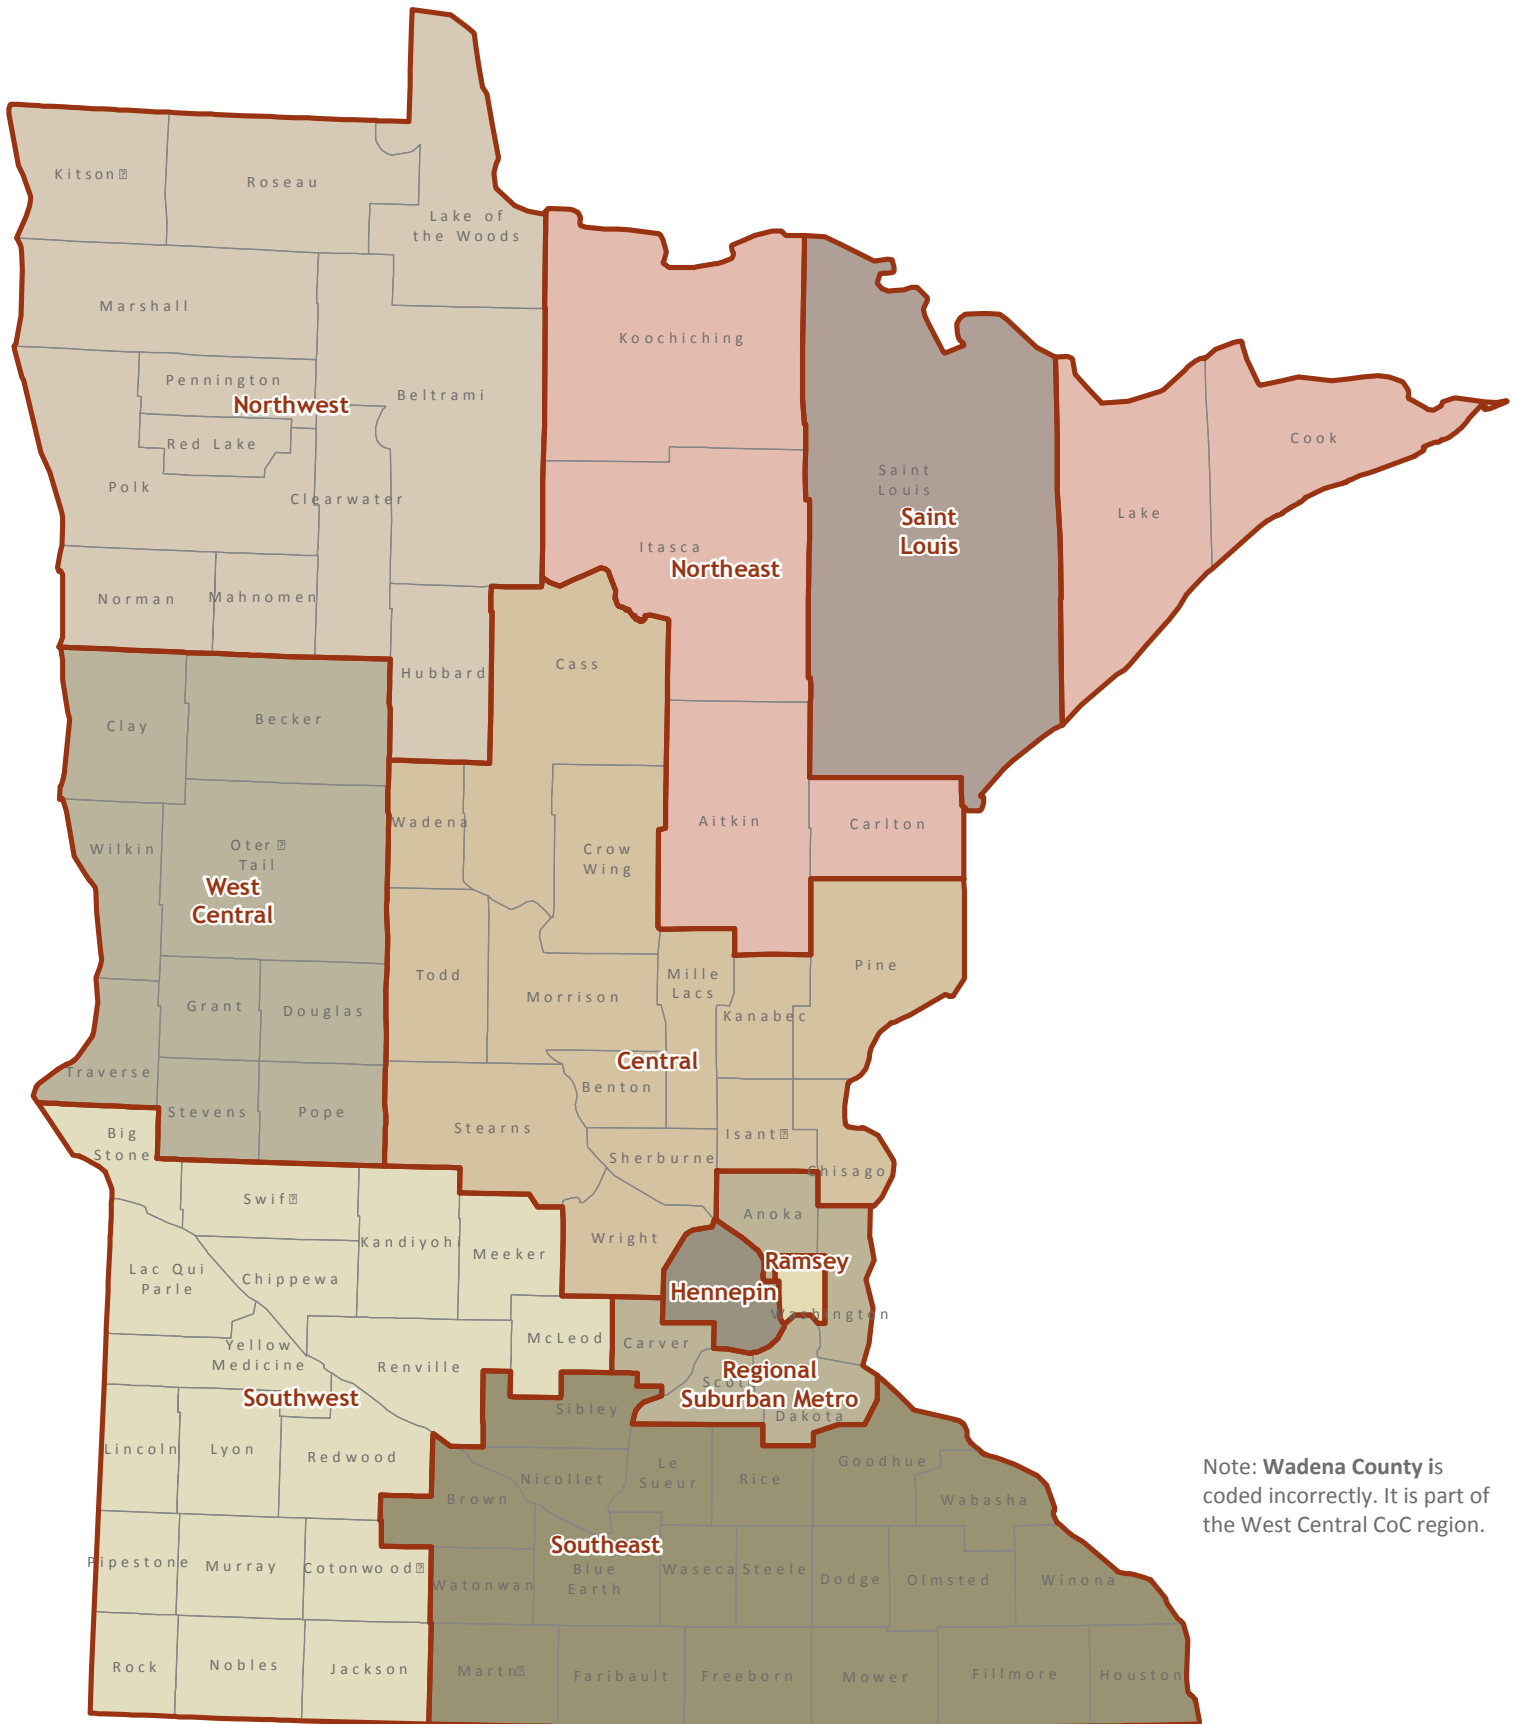 Kitson�
Roseau
Lake of
the Woods
Marshall
Koochiching
Pennington
Beltrami
Northwest
Red Lake
Cook
Polk
Clearwater
Saint
Louis
Saint
Louis
Lake
Itasca
Northeast
Norman
Mahnomen
Cass
Hubbard
Clay
Becker
Wadena
Aitkin
Carlton
Wilkin
Oter �
Tail
Crow
Wing
West
Central
Todd
Mille
Lacs
Pine
Morrison
Grant
Douglas
Kanabec
Central
Traverse
Benton
Stevens
Pope
Stearns
Big
Stone
Isant�
Sherburne
Chisago
Swif�
Anoka
Kandiyohi
Meeker
Wright
Lac Qui
Parle
Chippewa
Ramsey
Hennepin
Washington
McLeod
Carver
Yellow
Medicine
Renville
Regional
Suburban Metro
Scott
Southwest
Sibley
Dakota
Lincoln
Lyon
Redwood
Goodhue
Le
Sueur
Rice
Nicollet
Brown
Wabasha
Note: Wadena County is
coded incorrectly. It is part of
the West Central CoC region.
Southeast
Pipestone
Murray
Cotonwood�
Watonwan
Blue
Earth
Waseca
Steele
Dodge
Olmsted
Winona
Rock
Nobles
Jackson
Martn�
Faribault
Freeborn
Mower
Fillmore
Houston